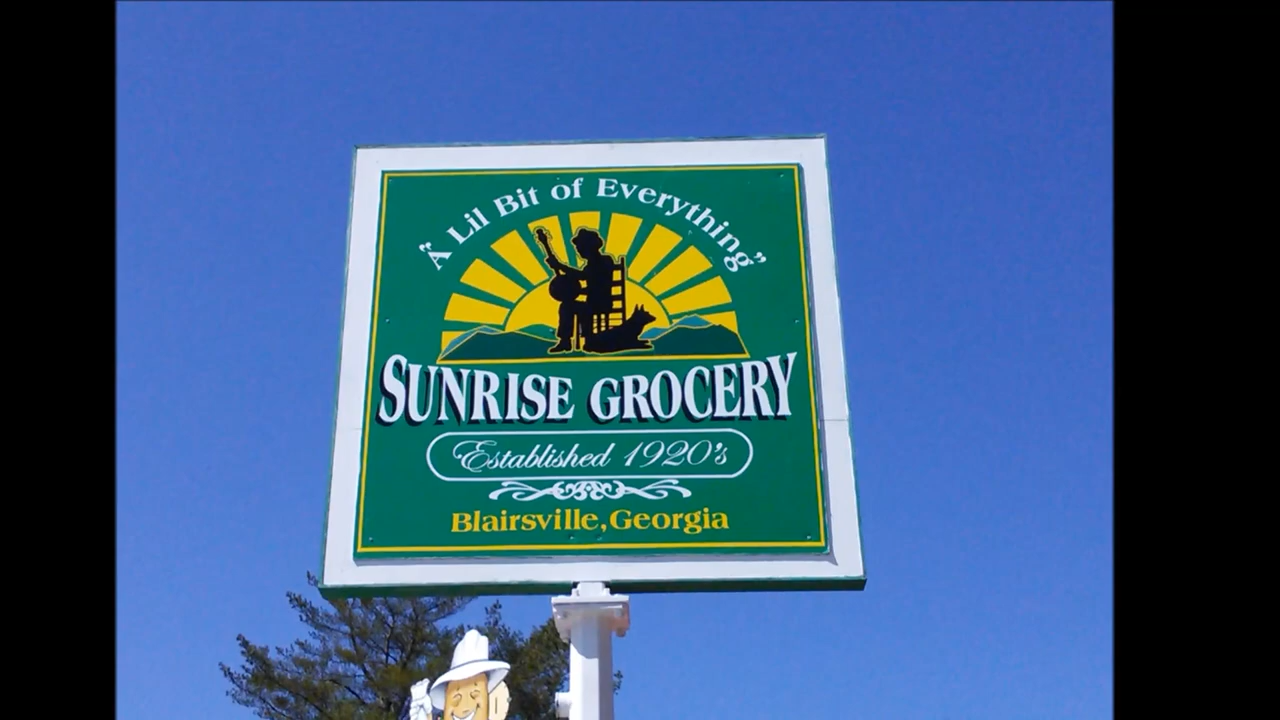 "A Lil Bit of Everything"
SUNRISE GROCERY
Established 1920's
Blairsville, Georgia